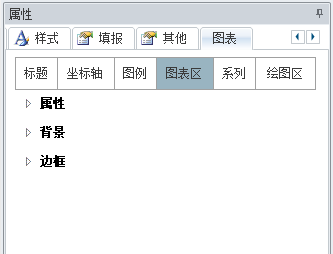 属性
样式 填报 其他 图表
标题 坐标轴 图例 图表区 系列 绘图区
属性
背景
边框